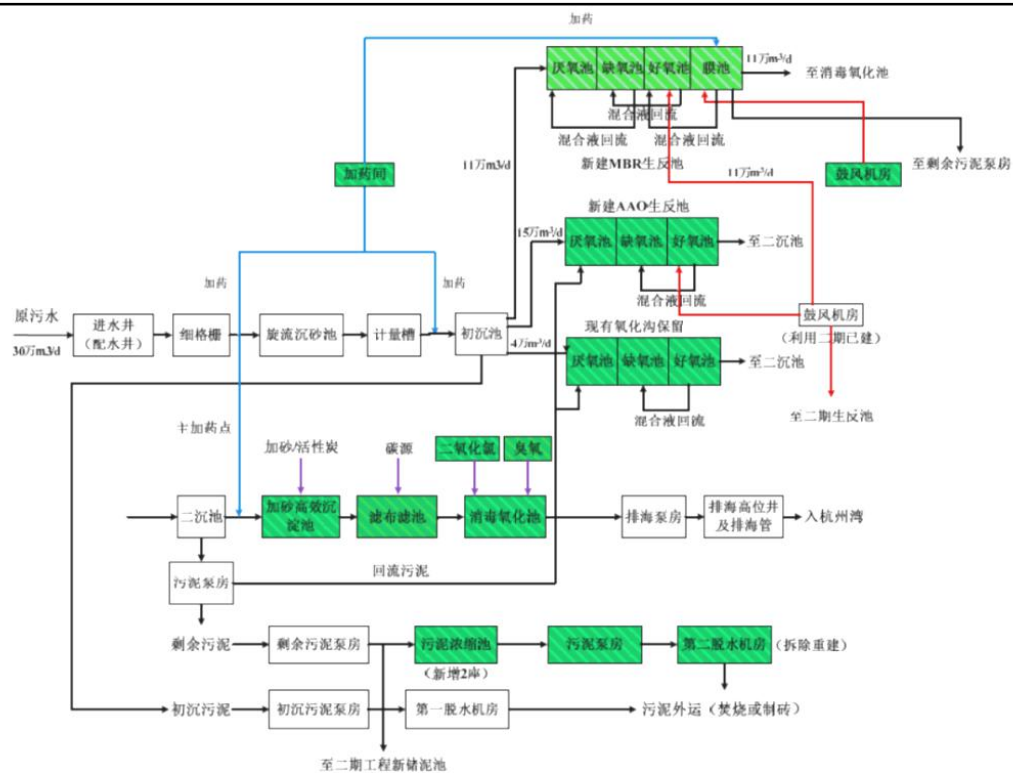 加药
厌氧池 缺氧池 好氧池 膜池
11万m³/d
至消毒氧化池
混合液回流
混合液回流 混合液回流
新建MBR生反池
至剩余污泥泵房
11万m3/d
加药间
11万m³/d
鼓风机房
新建AAO生反池
15万m³/d
厌氧池 缺氧池 好氧池
至二沉池
混合液回流
加药
加药
原污水
30万m3/d
进水井
（配水井）
细格栅
旋流沉砂池
计量槽
初沉池
鼓风机房
（利用二期已建）
现有氧化沟保留
4万m³/d
厌氧池 缺氧池 好氧池
至二沉池
混合液回流
至二期生反池
主加药点
加砂/活性炭
碳源
二氧化氯
臭氧
二沉池
加砂高效沉
淀池
滤布滤池
消毒氧化池
排海泵房
排海高位井
及排海管
入杭州湾
污泥泵房
回流污泥
剩余污泥
剩余污泥泵房
污泥浓缩池
（新增2座）
污泥泵房
第二脱水机房
（拆除重建）
初沉污泥
初沉污泥泵房
第一脱水机房
污泥外运（焚烧或制砖）
至二期工程新储泥池